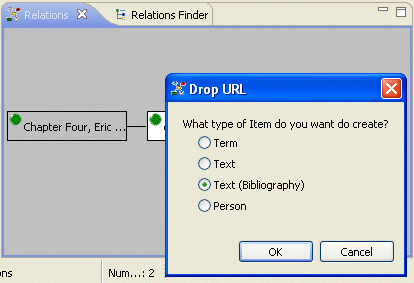 Relations
Relations Finder
Drop URL
Chapter Four, Eric ...
What type of Item do you want do create?
Term
Text
Text (Bibliography)
Person
OK
Cancel
ons
Num...: 2